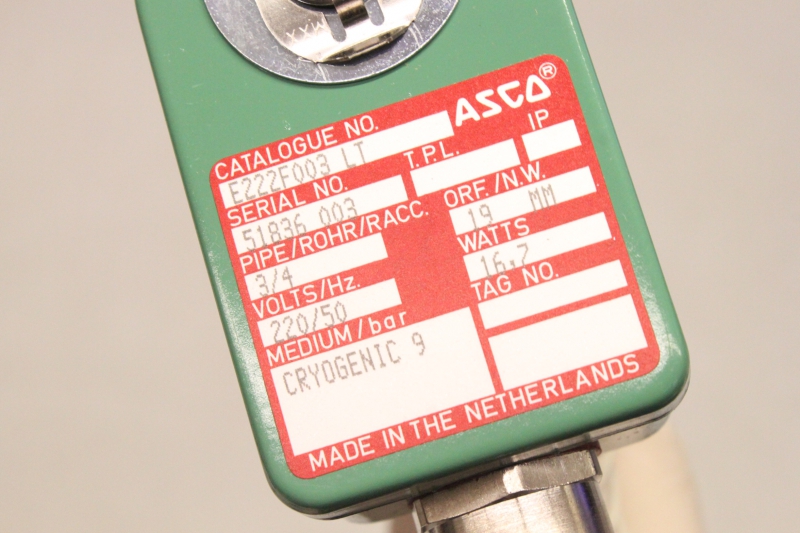 XXW
ASCO®
CATALOGUE NO.
E222F003 LT
T.P.L.
IP
SERIAL NO.
51836 003
ORF./N.W.
19 MM
PIPE/ROHR/RACC.
3/4
WATTS
16,7
VOLTS/Hz.
220/50
TAG NO.
MEDIUM/bar
CRYOGENIC 9
MADE IN THE NETHERLANDS